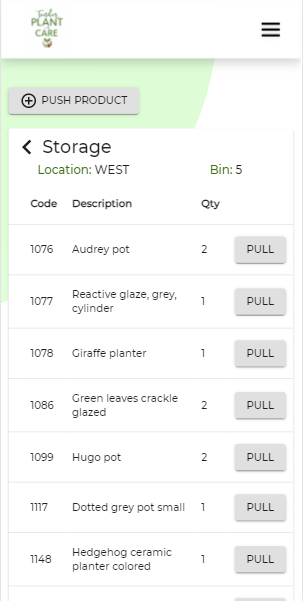 Tinker
PLANT
CARE
PUSH PRODUCT
Storage
Location: WEST Bin: 5
Code Description Qty
1076 Audrey pot 2 PULL
1077 Reactive glaze, grey, cylinder 1 PULL
1078 Giraffe planter 1 PULL
1086 Green leaves crackle glazed 2 PULL
1099 Hugo pot 2 PULL
1117 Dotted grey pot small 1 PULL
1148 Hedgehog ceramic planter colored 1 PULL